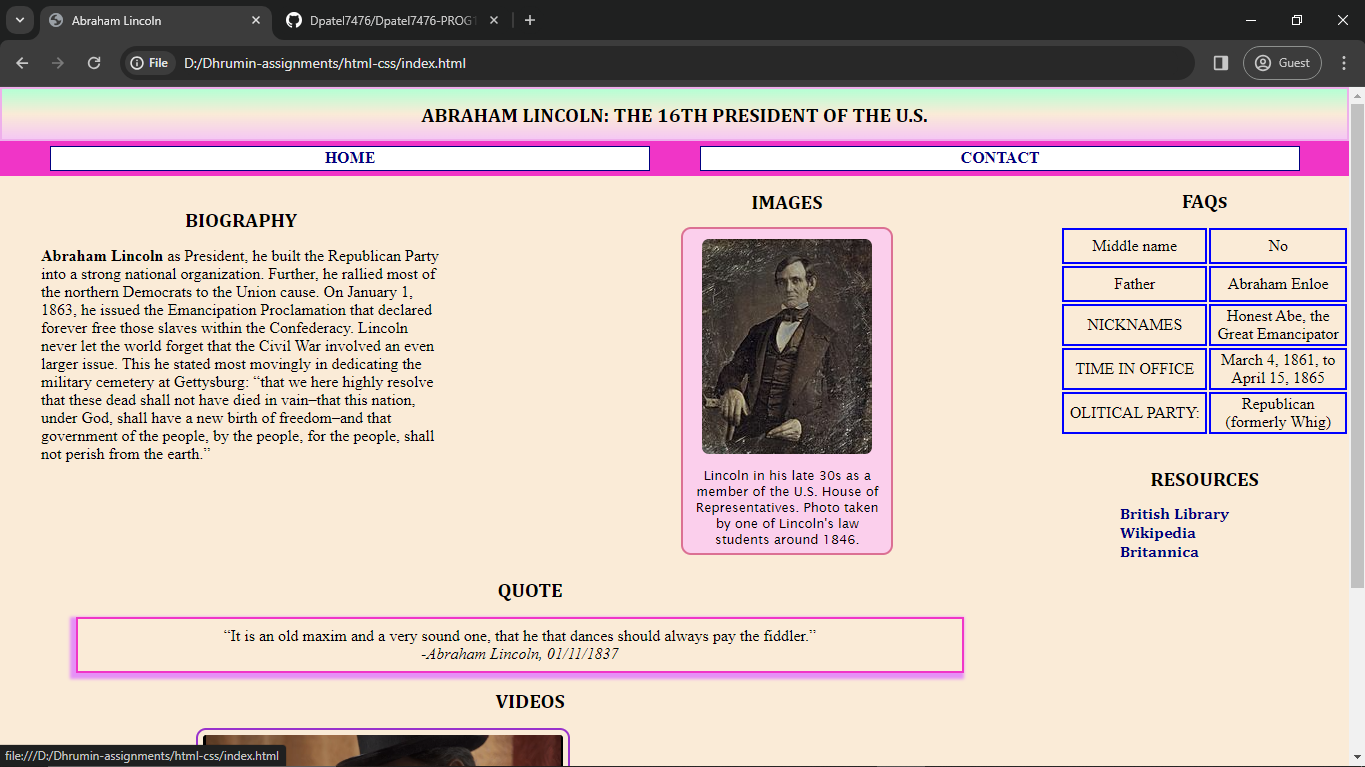 Abraham Lincoln
Dpatel7476/Dpatel7476-PROG1
File
D:/Dhrumin-assignments/html-css/index.html
Guest
ABRAHAM LINCOLN: THE 16TH PRESIDENT OF THE U.S.
HOME
CONTACT
BIOGRAPHY
Abraham Lincoln as President, he built the Republican Party
into a strong national organization. Further, he rallied most of
the northern Democrats to the Union cause. On January 1,
1863, he issued the Emancipation Proclamation that declared
forever free those slaves within the Confederacy. Lincoln
never let the world forget that the Civil War involved an even
larger issue. This he stated most movingly in dedicating the
military cemetery at Gettysburg: “that we here highly resolve
that these dead shall not have died in vain–that this nation,
under God, shall have a new birth of freedom–and that
government of the people, by the people, for the people, shall
not perish from the earth.”
IMAGES
Lincoln in his late 30s as a
member of the U.S. House of
Representatives. Photo taken
by one of Lincoln's law
students around 1846.
FAQs
Middle name
No
Father
Abraham Enloe
NICKNAMES
Honest Abe, the
Great Emancipator
TIME IN OFFICE
March 4, 1861, to
April 15, 1865
OLITICAL PARTY:
Republican
(formerly Whig)
RESOURCES
British Library
Wikipedia
Britannica
QUOTE
“It is an old maxim and a very sound one, that he that dances should always pay the fiddler.”
-Abraham Lincoln, 01/11/1837
VIDEOS
file:///D:/Dhrumin-assignments/html-css/index.html